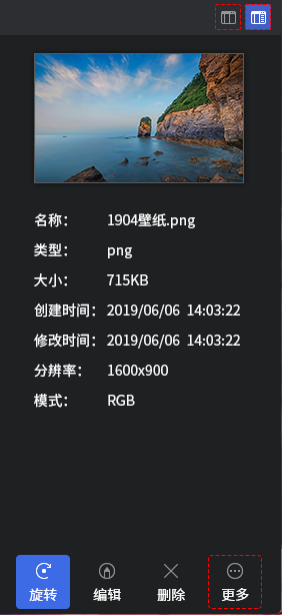 名称： 1904壁纸.png
类型： png
大小： 715KB
创建时间： 2019/06/06 14:03:22
修改时间： 2019/06/06 14:03:22
分辨率： 1600x900
模式： RGB
旋转 编辑 删除 更多